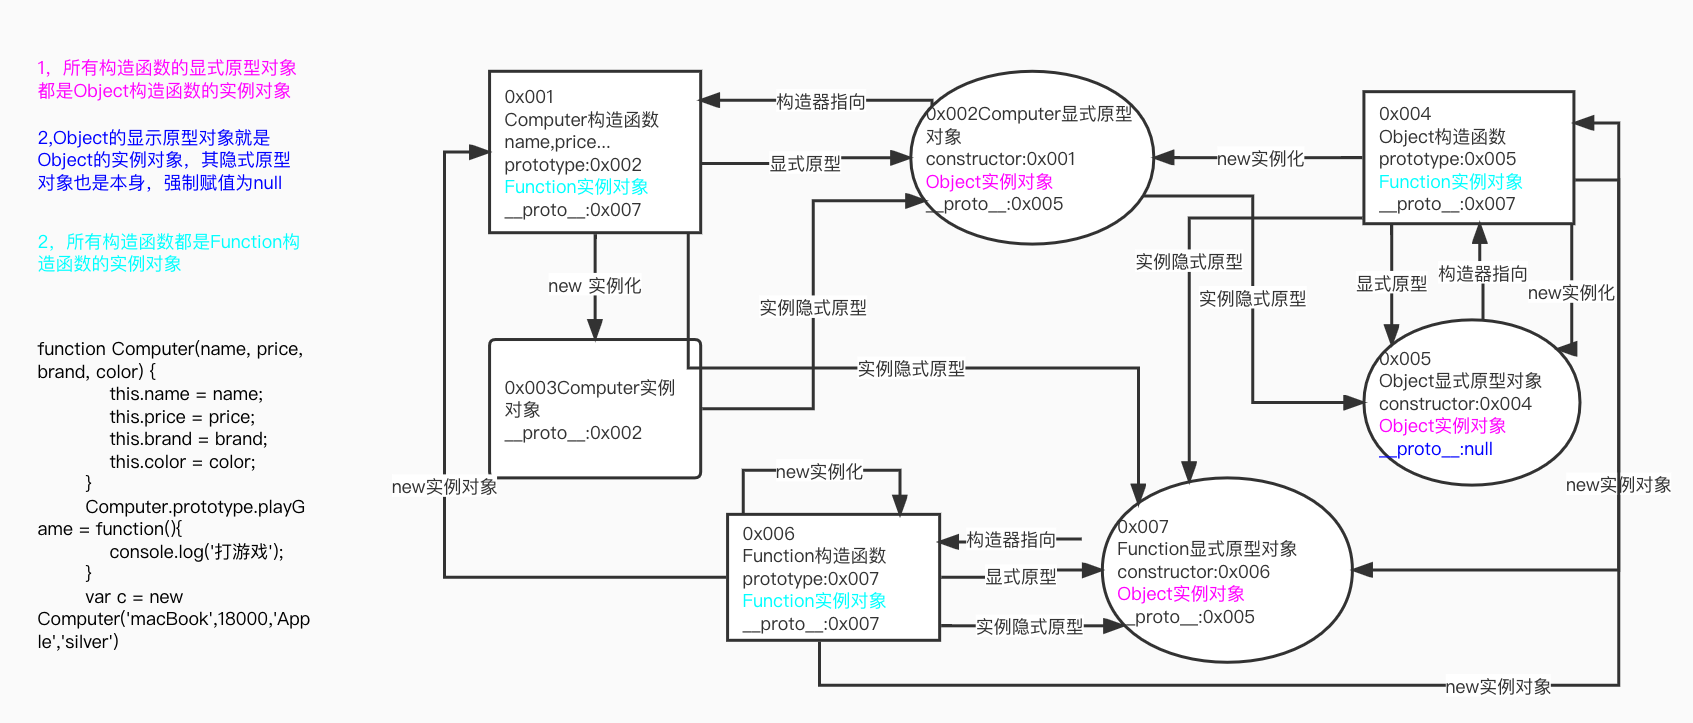 1，所有构造函数的显式原型对象
都是Object构造函数的实例对象
2,Object的显示原型对象就是
Object的实例对象，其隐式原型
对象也是本身，强制赋值为null
2，所有构造函数都是Function构
造函数的实例对象
function Computer(name, price,
brand, color) {
this.name = name;
this.price = price;
this.brand = brand;
this.color = color;
}
Computer.prototype.playG
ame = function(){
console.log('打游戏');
}
var c = new
Computer('macBook',18000,'App
le','silver')
0x001
Computer构造函数
name,price...
prototype:0x002
Function实例对象
__proto__:0x007
构造器指向
显式原型
0x002Computer显式原型
对象
constructor:0x001
Object实例对象
__proto__:0x005
new实例化
0x004
Object构造函数
prototype:0x005
Function实例对象
__proto__:0x007
new 实例化
实例隐式原型
实例隐式原型
实例隐式原型
显式原型
构造器指向
new实例化
0x003Computer实例
对象
__proto__:0x002
实例隐式原型
0x005
Object显式原型对象
constructor:0x004
Object实例对象
__proto__:null
new实例对象
new实例化
new实例对象
0x006
Function构造函数
prototype:0x007
Function实例对象
__proto__:0x007
构造器指向
显式原型
实例隐式原型
0x007
Function显式原型对象
constructor:0x006
Object实例对象
__proto__:0x005
new实例对象